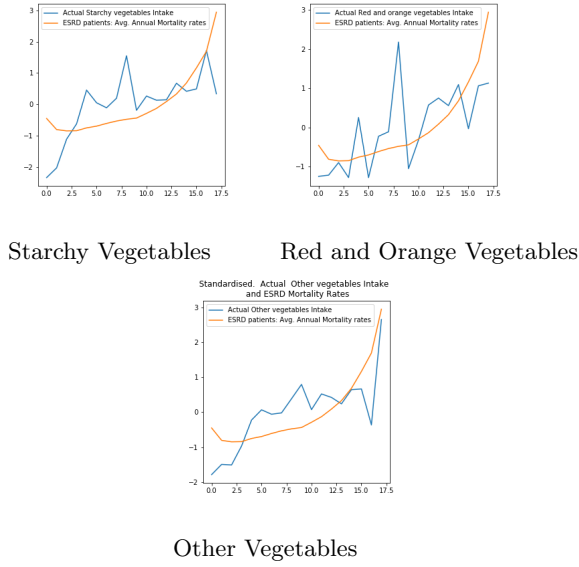 3
2
1
0
−1
−2
Actual Starchy vegetables Intake
ESRD patients: Avg. Annual Mortality rates
0.0 2.5 5.0 7.5 10.0 12.5 15.0 17.5
3
2
1
0
−1
Actual Red and orange vegetables Intake
ESRD patients: Avg. Annual Mortality rates
0.0 2.5 5.0 7.5 10.0 12.5 15.0 17.5
Starchy Vegetables
Red and Orange Vegetables
Standardised. Actual Other vegetables Intake
and ESRD Mortality Rates
3
2
1
0
−1
−2
Actual Other vegetables Intake
ESRD patients: Avg. Annual Mortality rates
0.0 2.5 5.0 7.5 10.0 12.5 15.0 17.5
Other Vegetables